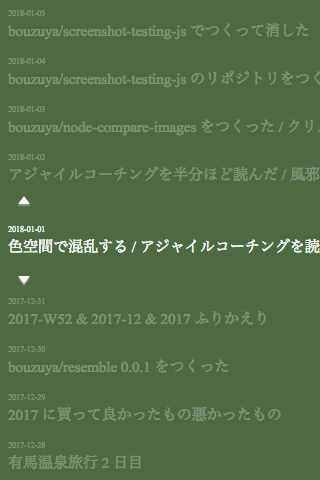 2018-01-05
bouzuya/screenshot-testing-js でつくって消した
2018-01-04
bouzuya/screenshot-testing-js のリポジトリをつく
2018-01-03
bouzuya/node-compare-images をつくった / クリ
2018-01-02
アジャイルコーチングを半分ほど読んだ / 風邪
2018-01-01
色空間で混乱する / アジャイルコーチングを読
2017-12-31
2017-W52 & 2017-12 & 2017 ふりかえり
2017-12-30
bouzuya/resemble 0.0.1 をつくった
2017-12-29
2017 に買って良かったもの悪かったもの
2017-12-28
有馬温泉旅行 2 日目